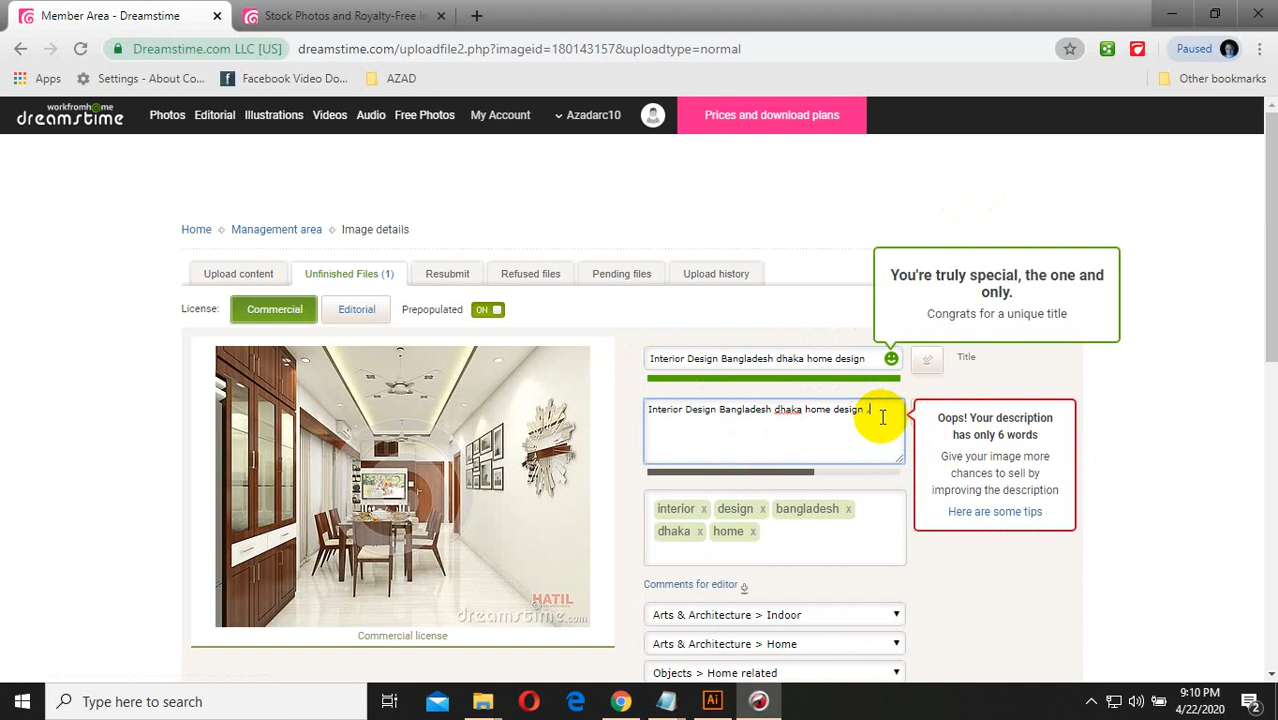 Member Area - Dreamstime
Stock Photos and Royalty-Free I
Dreamstime.com LLC [US]
dreamstime.com/uploadfile2.php?imageid=180143157&uploadtype=normal
Paused
Apps
Settings - About Co...
Facebook Video Do...
AZAD
Other bookmarks
workfromh@me
dreamstime
Photos
Editorial
Illustrations
Videos
Audio
Free Photos
My Account
Azadarc10
Prices and download plans
Home
Management area
Image details
Upload content
Unfinished Files (1)
Resubmit
Refused files
Pending files
Upload history
You're truly special, the one and
only.
Congrats for a unique title
License:
Commercial
Editorial
Prepopulated
ON
Interior Design Bangladesh dhaka home design
Title
Interior Design Bangladesh dhaka home design ,
Oops! Your description
has only 6 words
Give your image more
chances to sell by
improving the description
Here are some tips
interior x
design x
bangladesh x
dhaka x
home x
HATIL
dreamstime.com
Commercial license
Comments for editor
Arts & Architecture > Indoor
Arts & Architecture > Home
Objects > Home related
Type here to search
Ai
9:10 PM
4/22/2020
2